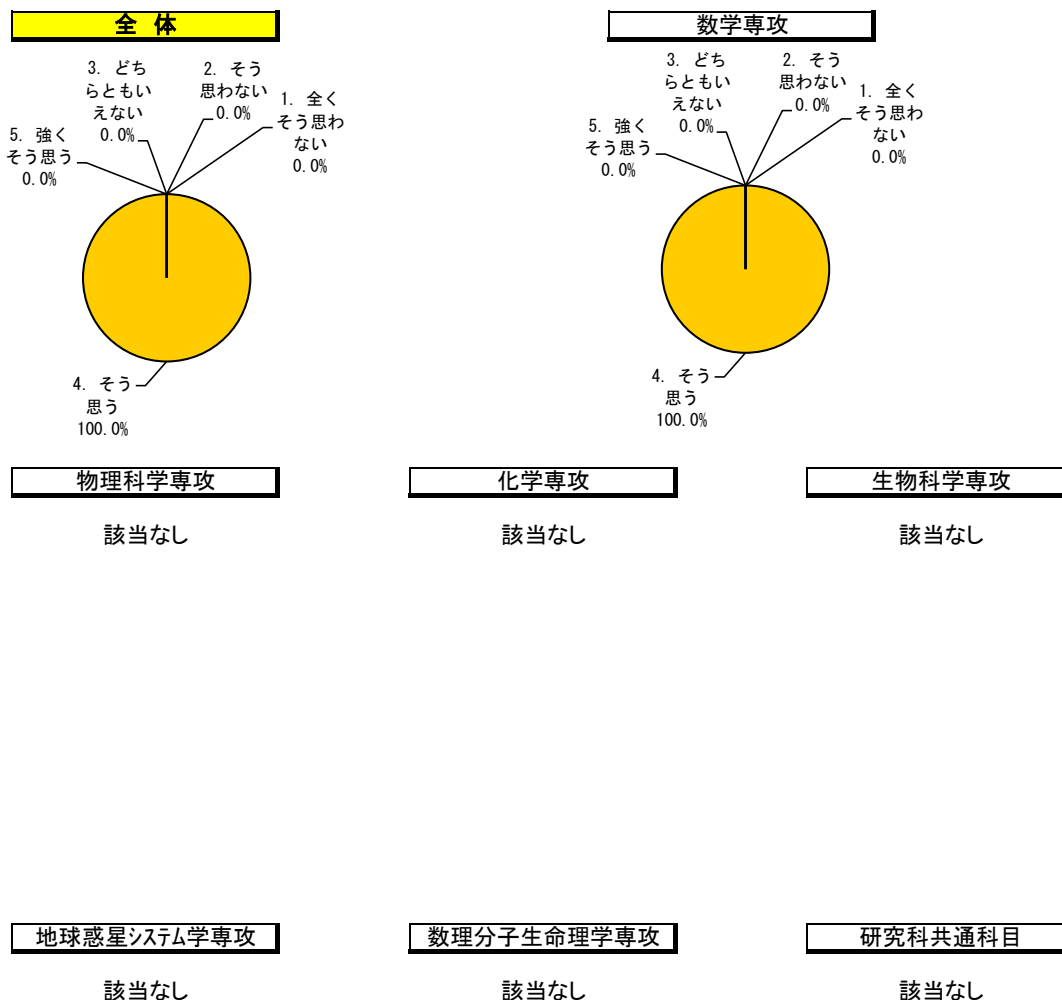 全 体
数学専攻
3. どち
らともい
えない
0.0%
2. そう
思わない
0.0%
1. 全く
そう思わ
ない
0.0%
5. 強く
そう思う
0.0%
4. そう
思う
100.0%
3. どち
らともい
えない
0.0%
2. そう
思わない
0.0%
1. 全く
そう思わ
ない
0.0%
5. 強く
そう思う
0.0%
4. そう
思う
100.0%
物理科学専攻
化学専攻
生物科学専攻
該当なし
該当なし
該当なし
地球惑星システム学専攻
数理分子生命理学専攻
研究科共通科目
該当なし
該当なし
該当なし